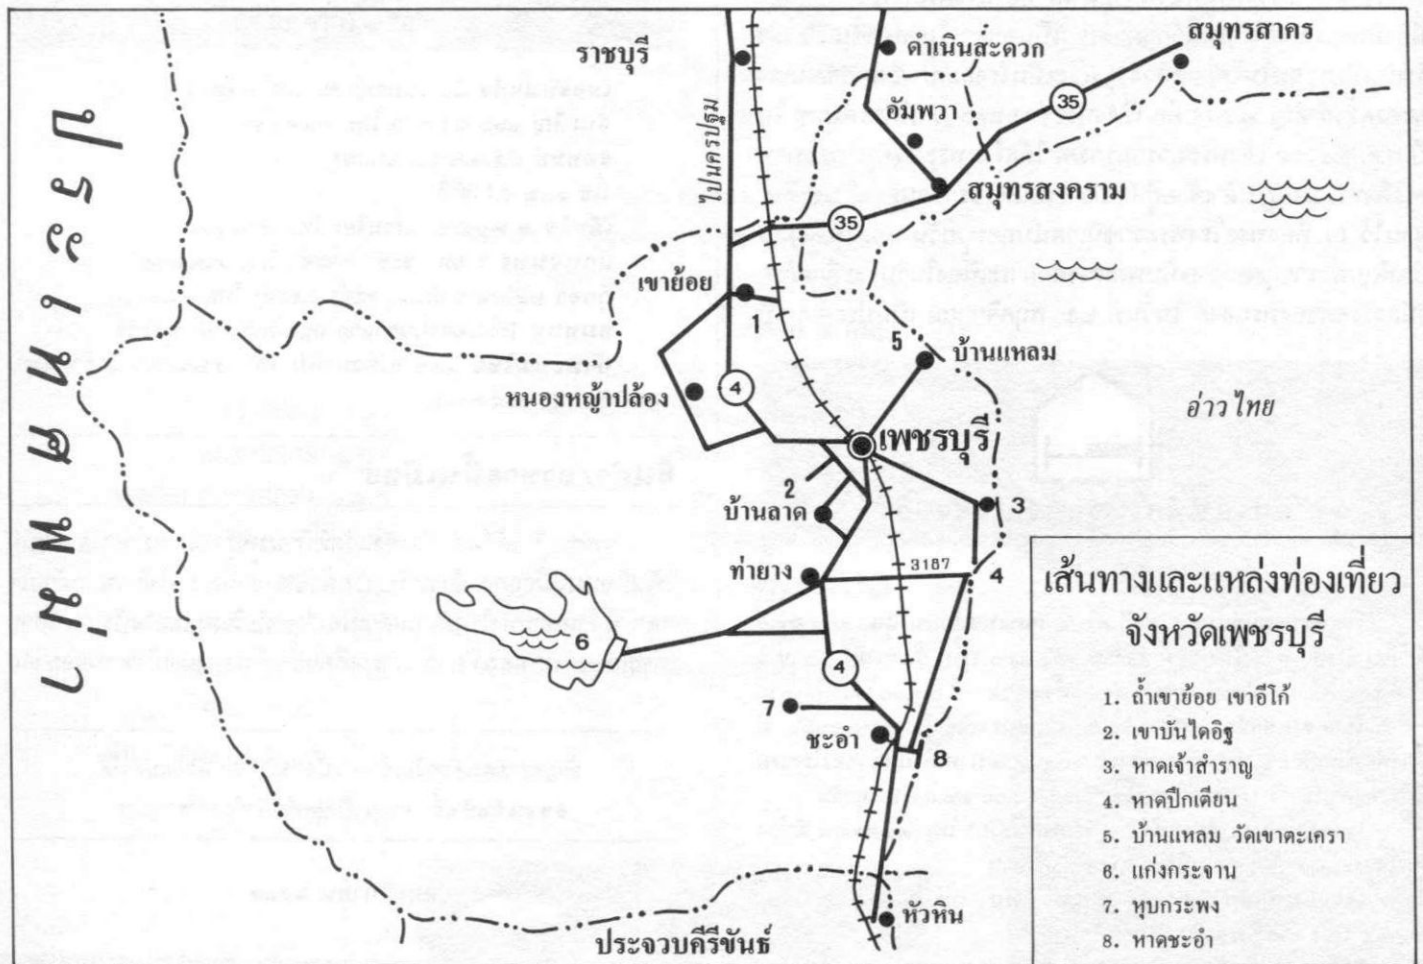 ราชบุรี
ดำเนินสะดวก
สมุทรสาคร
35
อัมพวา
ไปนครปฐม
สมุทรสงคราม
35
เขาย้อย
5
บ้านแหลม
หนองหญ้าปล้อง
4
อ่าวไทย
เพชรบุรี
2
บ้านลาด
3
ท่ายาง
3187
4
6
4
7
ชะอำ
8
หัวหิน
ประจวบคีรีขันธ์
เส้นทางและแหล่งท่องเที่ยว
จังหวัดเพชรบุรี
1. ถ้ำเขาย้อย เขาอีโก้
2. เขาบันไดอิฐ
3. หาดเจ้าสำราญ
4. หาดปึกเตียน
5. บ้านแหลม วัดเขาตะเครา
6. แก่งกระจาน
7. หุบกระพง
8. หาดชะอำ